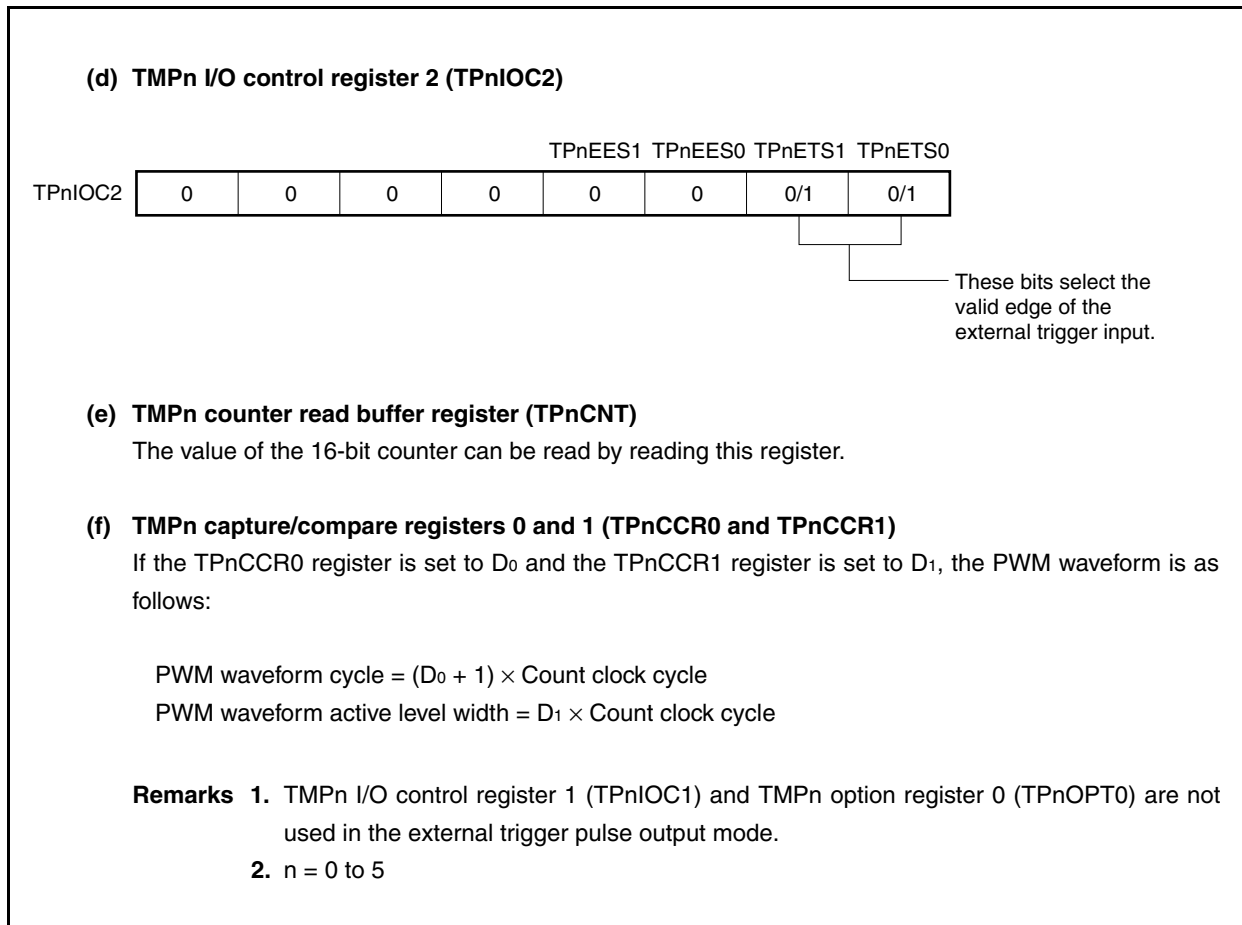 (d) TMPn I/O control register 2 (TPnIOC2)
TPnEES1 TPnEES0 TPnETS1 TPnETS0
TPnIOC2 0 0 0 0 0 0 0/1 0/1
These bits select the
valid edge of the
external trigger input.
(e) TMPn counter read buffer register (TPnCNT)
The value of the 16-bit counter can be read by reading this register.
(f) TMPn capture/compare registers 0 and 1 (TPnCCR0 and TPnCCR1)
If the TPnCCR0 register is set to D₀ and the TPnCCR1 register is set to D₁, the PWM waveform is as
follows:
PWM waveform cycle = (D₀ + 1) × Count clock cycle
PWM waveform active level width = D₁ × Count clock cycle
Remarks 1. TMPn I/O control register 1 (TPnIOC1) and TMPn option register 0 (TPnOPT0) are not
used in the external trigger pulse output mode.
2. n = 0 to 5